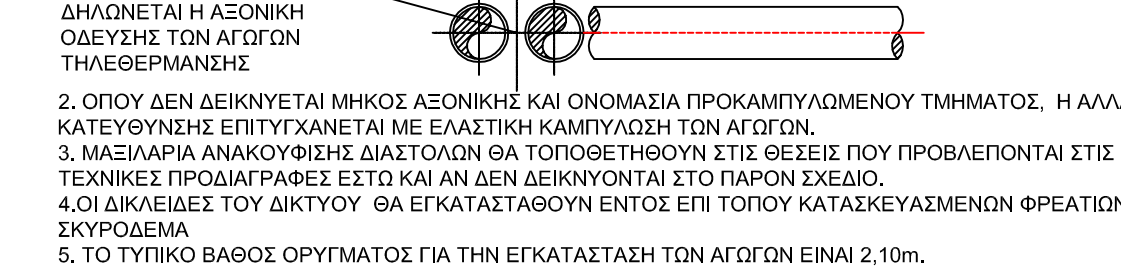 ΔΗΛΩΝΕΤΑΙ Η ΑΞΟΝΙΚΗ
ΟΔΕΥΣΗΣ ΤΩΝ ΑΓΩΓΩΝ
ΤΗΛΕΘΕΡΜΑΝΣΗΣ
2. ΟΠΟΥ ΔΕΝ ΔΕΙΚΝΥΕΤΑΙ ΜΗΚΟΣ ΑΞΟΝΙΚΗΣ ΚΑΙ ΟΝΟΜΑΣΙΑ ΠΡΟΚΑΜΠΥΛΩΜΕΝΟΥ ΤΜΗΜΑΤΟΣ, Η
ΚΑΤΕΥΘΥΝΣΗΣ ΕΠΙΤΥΓΧΑΝΕΤΑΙ ΜΕ ΕΛΑΣΤΙΚΗ ΚΑΜΠΥΛΩΣΗ ΤΩΝ ΑΓΩΓΩΝ.
3. ΜΑΞΙΛΑΡΙΑ ΑΝΑΚΟΥΦΙΣΗΣ ΔΙΑΣΤΟΛΩΝ ΘΑ ΤΟΠΟΘΕΤΗΘΟΥΝ ΣΤΙΣ ΘΕΣΕΙΣ ΠΟΥ ΠΡΟΒΛΕΠΟΝΤΑΙ ΣΤΙΣ
ΤΕΧΝΙΚΕΣ ΠΡΟΔΙΑΓΡΑΦΕΣ ΕΣΤΩ ΚΑΙ ΑΝ ΔΕΝ ΔΕΙΚΝΥΟΝΤΑΙ ΣΤΟ ΠΑΡΟΝ ΣΧΕΔΙΟ.
4.ΟΙ ΔΙΚΛΕΙΔΕΣ ΤΟΥ ΔΙΚΤΥΟΥ ΘΑ ΕΓΚΑΤΑΣΤΑΘΟΥΝ ΕΝΤΟΣ ΕΠΙ ΤΟΠΟΥ ΚΑΤΑΣΚΕΥΑΣΜΕΝΩΝ ΦΡΕΑΤΙΩΝ
ΣΚΥΡΟΔΕΜΑ
5. ΤΟ ΤΥΠΙΚΟ ΒΑΘΟΣ ΟΡΥΓΜΑΤΟΣ ΓΙΑ ΤΗΝ ΕΓΚΑΤΑΣΤΑΣΗ ΤΩΝ ΑΓΩΓΩΝ ΕΙΝΑΙ 2,10m.